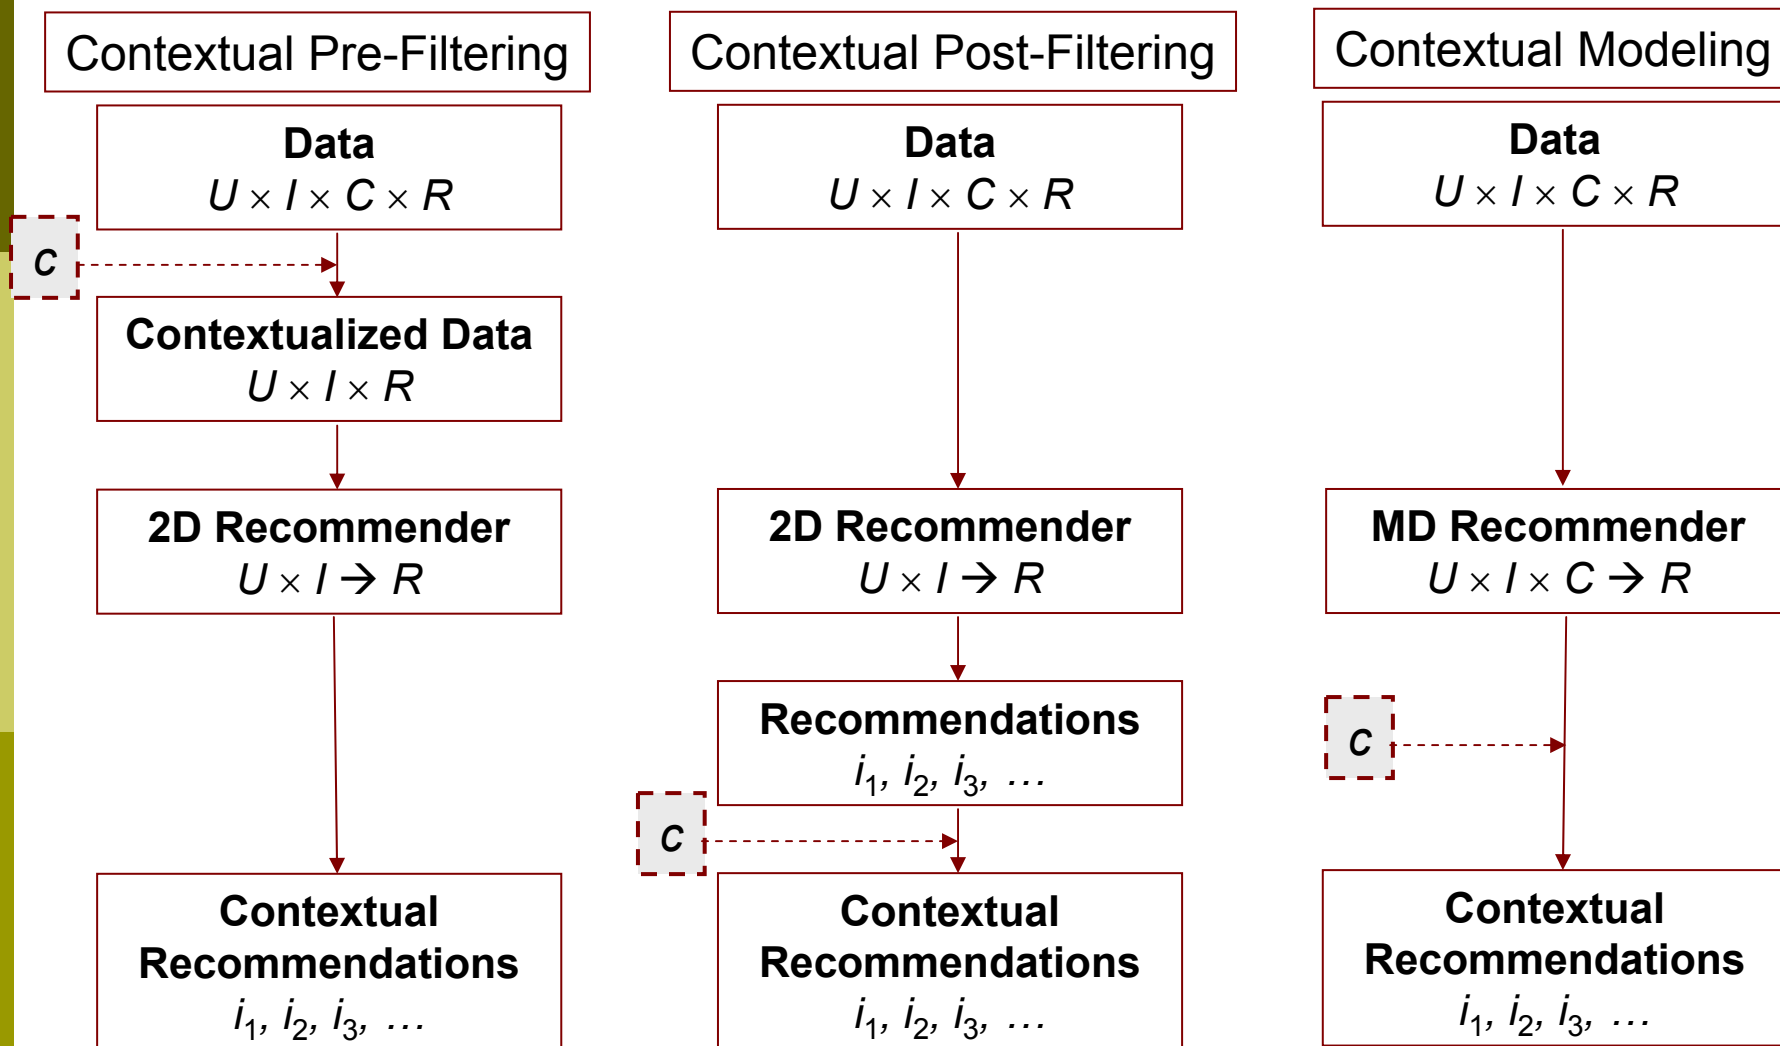 Contextual Pre-Filtering
Data
U × I × C × R
c
Contextualized Data
U × I × R
2D Recommender
U × I → R
Contextual
Recommendations
i₁, i₂, i₃, …
Contextual Post-Filtering
Data
U × I × C × R
2D Recommender
U × I → R
Recommendations
i₁, i₂, i₃, …
c
Contextual
Recommendations
i₁, i₂, i₃, …
Contextual Modeling
Data
U × I × C × R
MD Recommender
U × I × C → R
c
Contextual
Recommendations
i₁, i₂, i₃, …